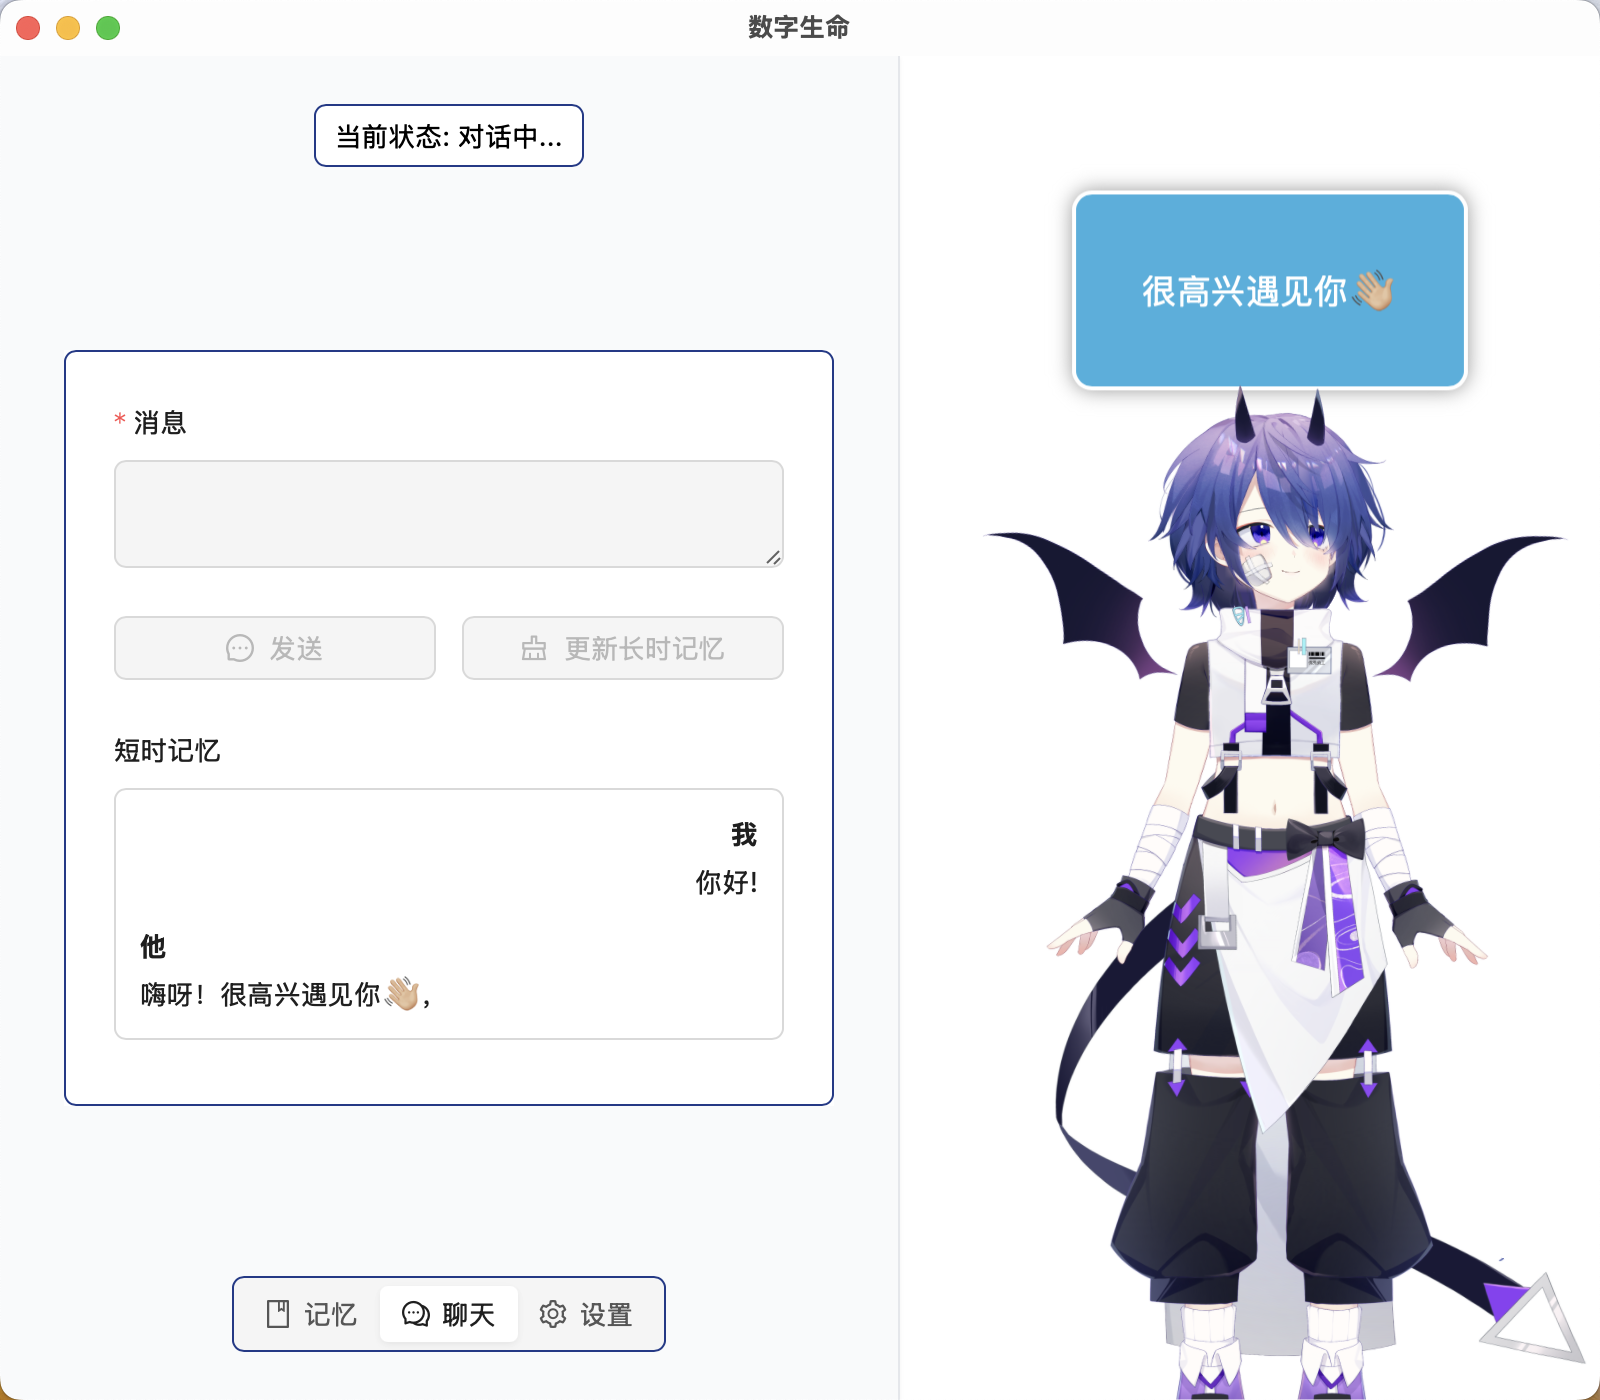 数字生命
当前状态: 对话中...
* 消息
发送
更新长时记忆
短时记忆
我
你好!
他
嗨呀！很高兴遇见你👋🏼,
记忆
聊天
设置
很高兴遇见你👋🏼